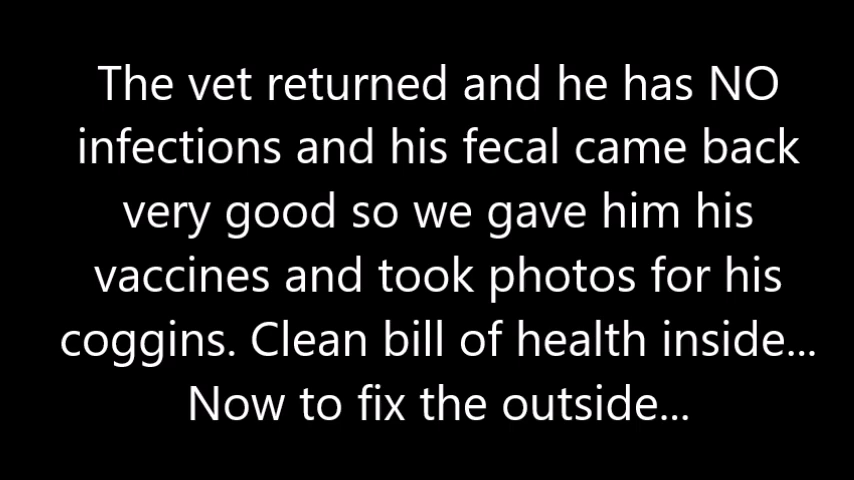 The vet returned and he has NO
infections and his fecal came back
very good so we gave him his
vaccines and took photos for his
coggins. Clean bill of health inside...
Now to fix the outside...